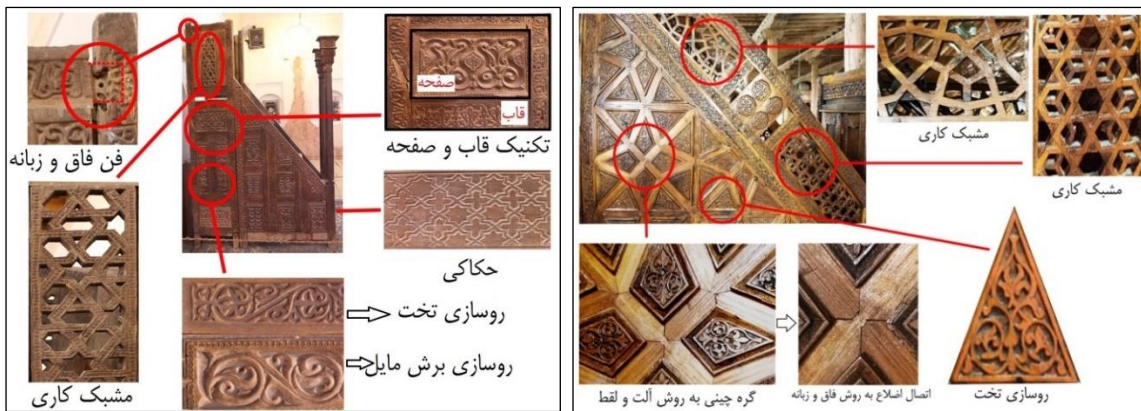 فن فاق و زبانه
صفحه
قاب
تکنیک قاب و صفحه
حکاکی
روسازی تخت
روسازی برش مایل
مشبک کاری
مشبک کاری
مشبک کاری
گره چینی به روش آلت و لقط
اتصال اضلاع به روش فاق و زبانه
روسازی تخت